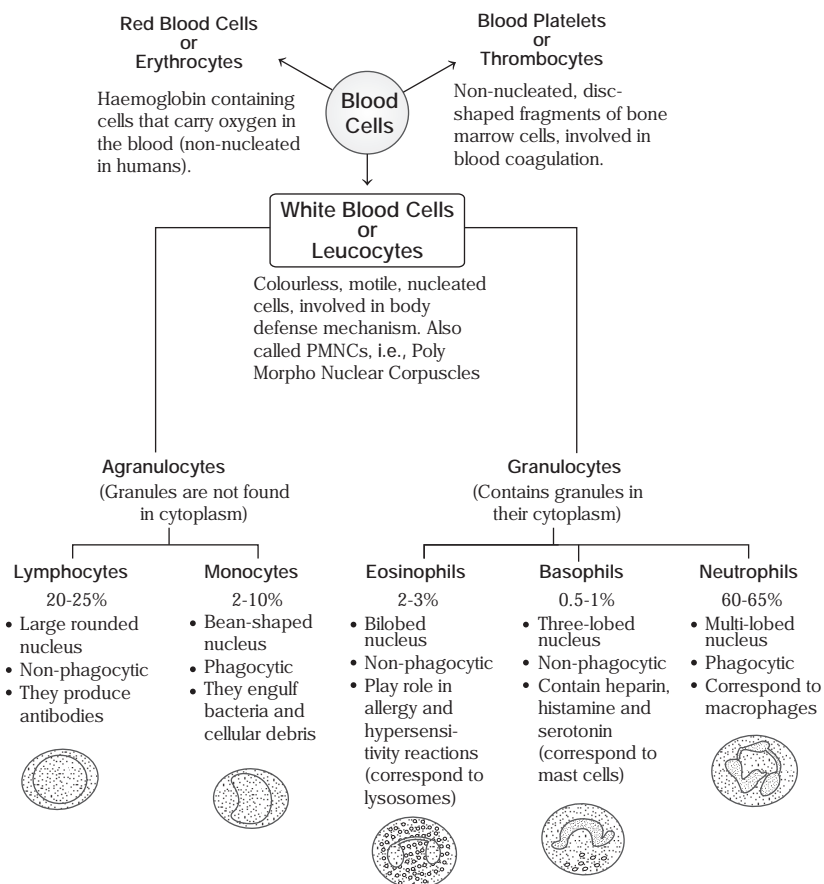 Red Blood Cells
or
Erythrocytes
Haemoglobin containing
cells that carry oxygen in
the blood (non-nucleated
in humans).
Blood
Cells
Blood Platelets
or
Thrombocytes
Non-nucleated, disc-
shaped fragments of bone
marrow cells, involved in
blood coagulation.
White Blood Cells
or
Leucocytes
Colourless, motile, nucleated
cells, involved in body
defense mechanism. Also
called PMNCs, i.e., Poly
Morpho Nuclear Corpuscles
Agranulocytes
(Granules are not found
in cytoplasm)
Granulocytes
(Contains granules in
their cytoplasm)
Lymphocytes
20-25%
• Large rounded
nucleus
• Non-phagocytic
• They produce
antibodies
Monocytes
2-10%
• Bean-shaped
nucleus
• Phagocytic
• They engulf
bacteria and
cellular debris
Eosinophils
2-3%
• Bilobed
nucleus
• Non-phagocytic
• Play role in
allergy and
hypersensi-
tivity reactions
(correspond to
lysosomes)
Basophils
0.5-1%
• Three-lobed
nucleus
• Non-phagocytic
• Contain heparin,
histamine and
serotonin
(correspond to
mast cells)
Neutrophils
60-65%
• Multi-lobed
nucleus
• Phagocytic
• Correspond to
macrophages